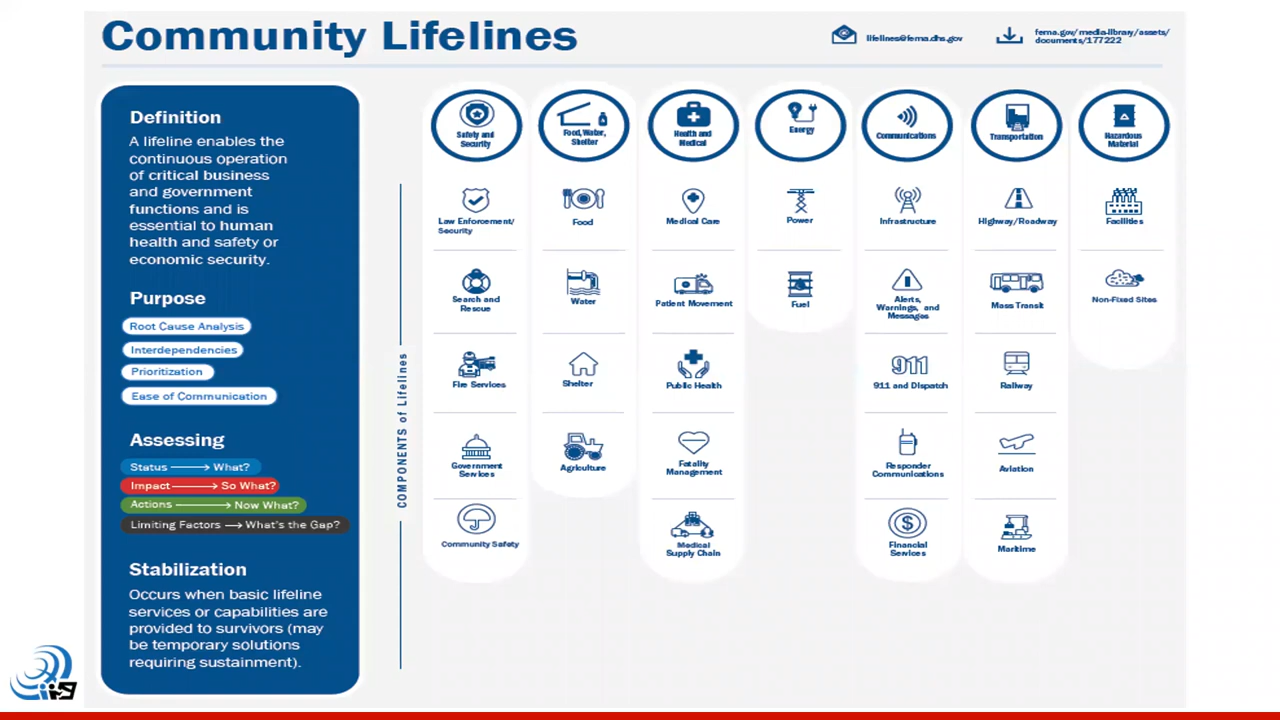 Community Lifelines
lifelines@fema.dhs.gov
fema.gov/media-library/assets/
documents/177222
Definition
A lifeline enables the
continuous operation
of critical business
and government
functions and is
essential to human
health and safety or
economic security.
Purpose
Root Cause Analysis
Interdependencies
Prioritization
Ease of Communication
Assessing
Status → What?
Impact → So What?
Actions → Now What?
Limiting Factors → What's the Gap?
Stabilization
Occurs when basic lifeline
services or capabilities are
provided to survivors (may
be temporary solutions
requiring sustainment).
COMPONENTS of Lifelines
Safety and
Security
Law Enforcement/
Security
Search and
Rescue
Fire Services
Government
Services
Community Safety
Food, Water,
Shelter
Food
Water
Shelter
Agriculture
Health and
Medical
Medical Care
Patient Movement
Public Health
Fatality
Management
Medical
Supply Chain
Energy
Power
Fuel
Communications
Infrastructure
Alerts,
Warnings, and
Messages
911
911 and Dispatch
Responder
Communications
$
Financial
Services
Transportation
Highway/Roadway
Mass Transit
Railway
Aviation
Maritime
Hazardous
Material
Facilities
Non-Fixed Sites